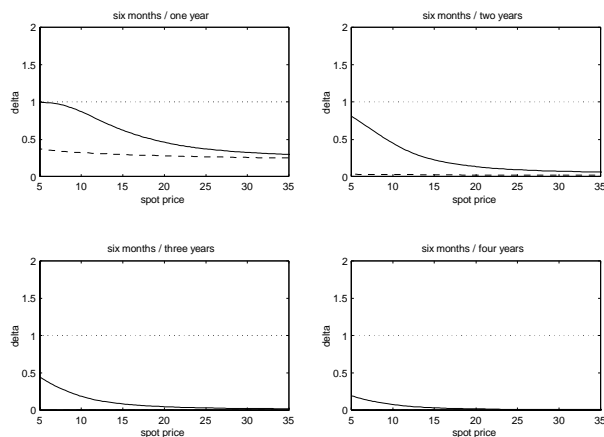 six months / one year
2
1.5
1
0.5
0
delta
5 10 15 20 25 30 35
spot price
six months / two years
2
1.5
1
0.5
0
delta
5 10 15 20 25 30 35
spot price
six months / three years
2
1.5
1
0.5
0
delta
5 10 15 20 25 30 35
spot price
six months / four years
2
1.5
1
0.5
0
delta
5 10 15 20 25 30 35
spot price